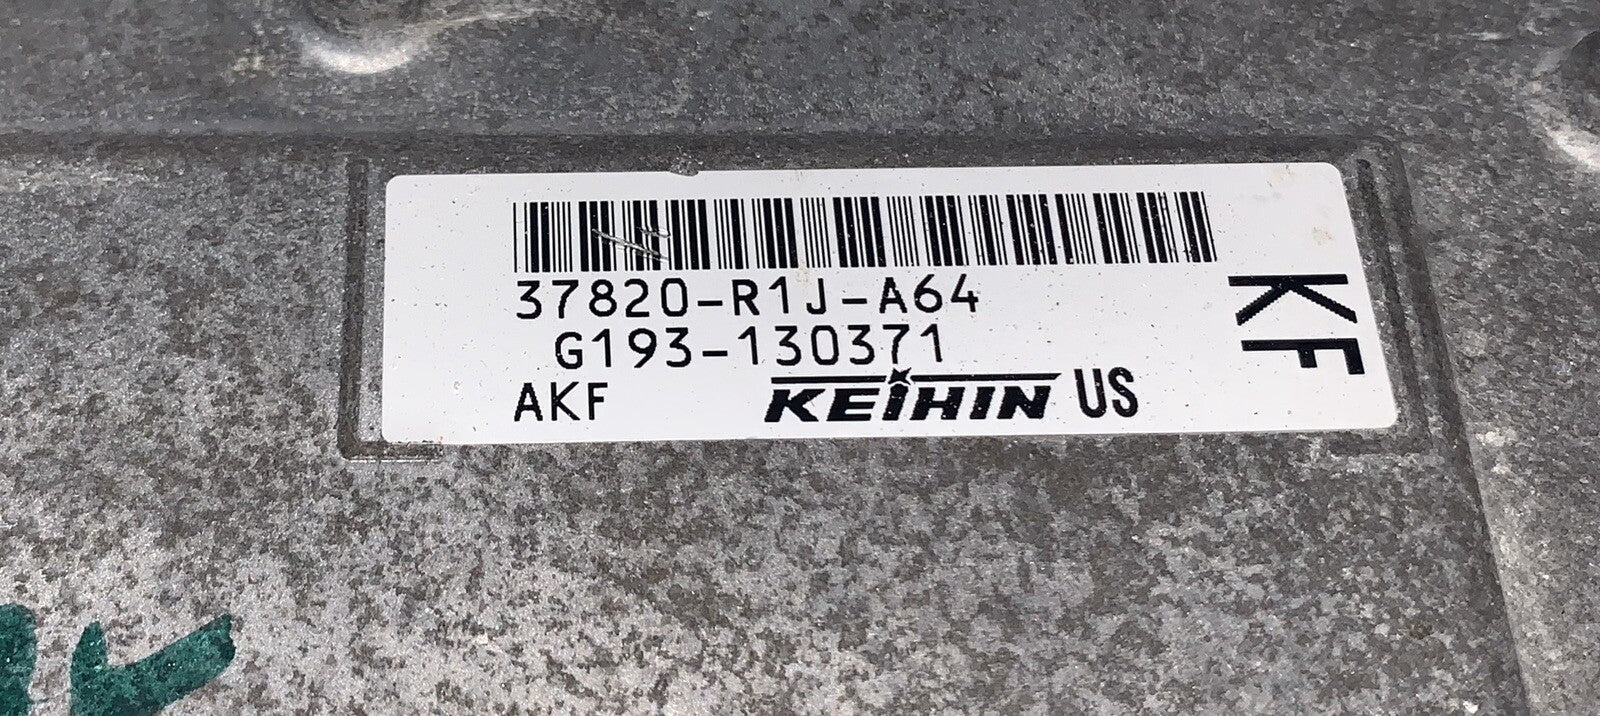 37820-R1J-A64
G193-130371
AKF
KEIHIN US
KF